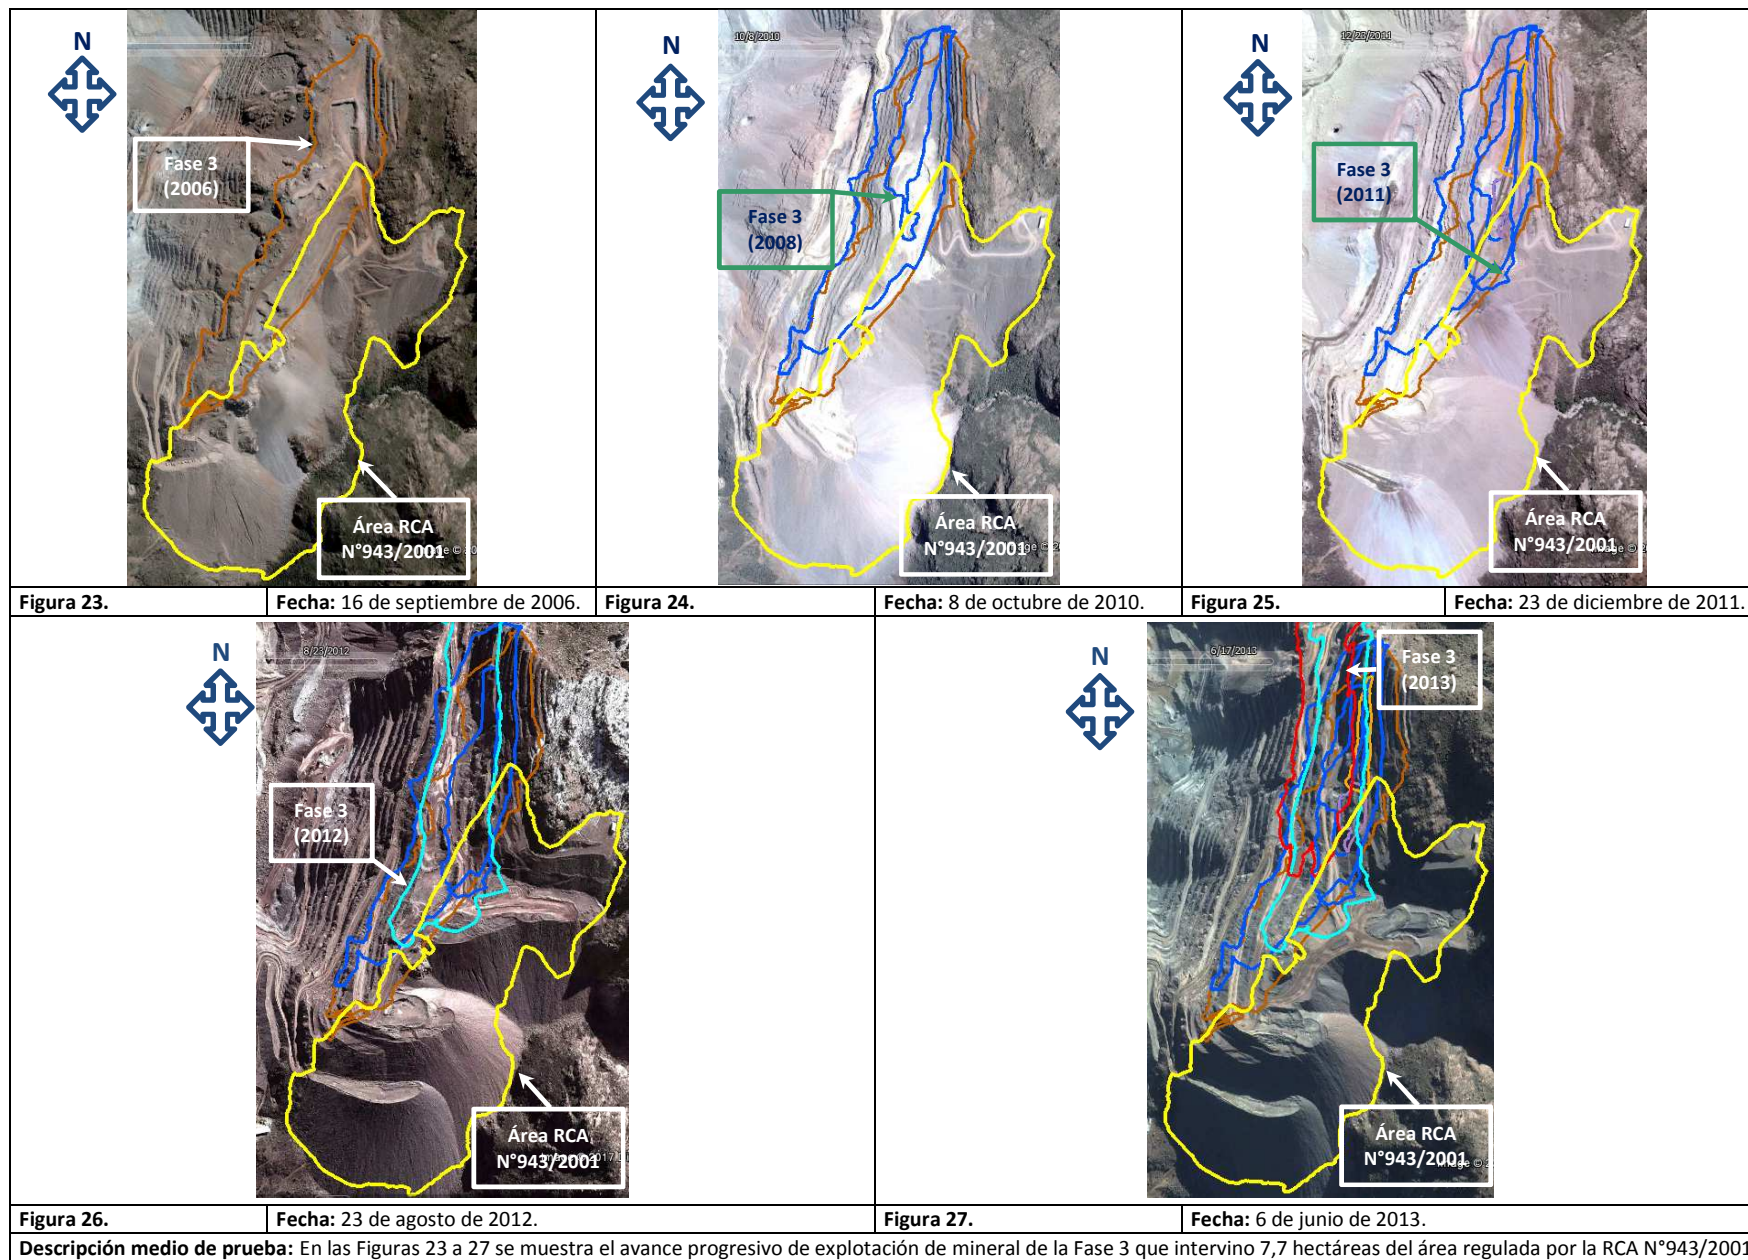 N
Fase 3
(2006)
Área RCA
N°943/2001
N
10/8/2010
Fase 3
(2008)
Área RCA
N°943/2001
N
12/23/2011
Fase 3
(2011)
Área RCA
N°943/2001
Figura 23.
Fecha: 16 de septiembre de 2006.
Figura 24.
Fecha: 8 de octubre de 2010.
Figura 25.
Fecha: 23 de diciembre de 2011.
N
8/23/2012
Fase 3
(2012)
Área RCA
N°943/2001
N
6/17/2013
Fase 3
(2013)
Área RCA
N°943/2001
Figura 26.
Fecha: 23 de agosto de 2012.
Figura 27.
Fecha: 6 de junio de 2013.
Descripción medio de prueba: En las Figuras 23 a 27 se muestra el avance progresivo de explotación de mineral de la Fase 3 que intervino 7,7 hectáreas del área regulada por la RCA N°943/2001